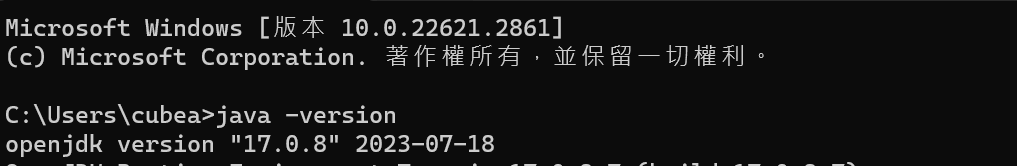 Microsoft Windows [版本 10.0.22621.2861]
(c) Microsoft Corporation. 著作權所有，並保留一切權利。
C:\Users\cubea>java -version
openjdk version "17.0.8" 2023-07-18